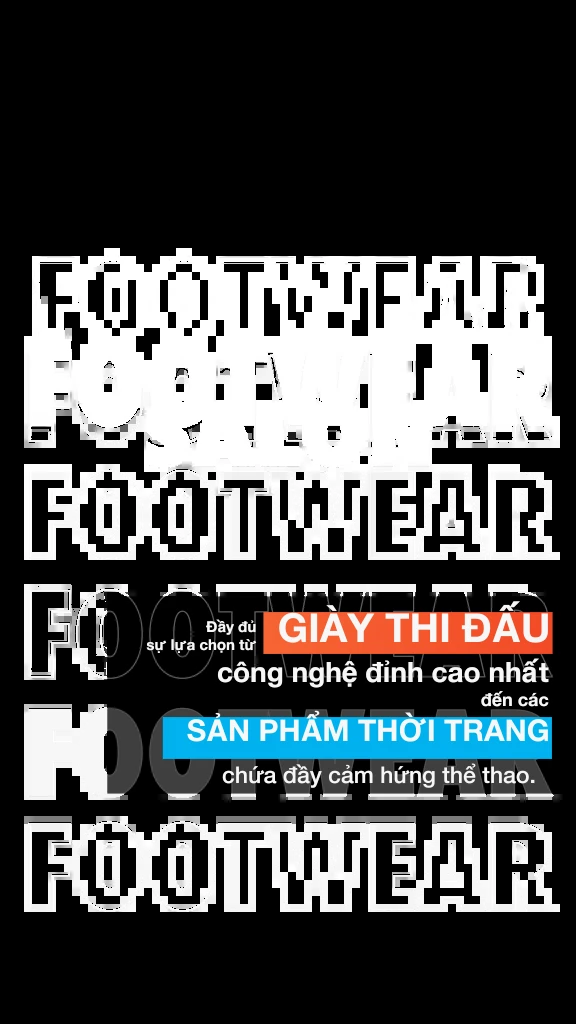 FOOTWEAR
FOOTWEAR
SALON
FOOTWEAR
FOOTWEAR
Đầy đủ
sự lựa chọn từ
GIÀY THI ĐẤU
công nghệ đỉnh cao nhất
đến các
FOOTWEAR
SẢN PHẨM THỜI TRANG
chứa đầy cảm hứng thể thao.
FOOTWEAR